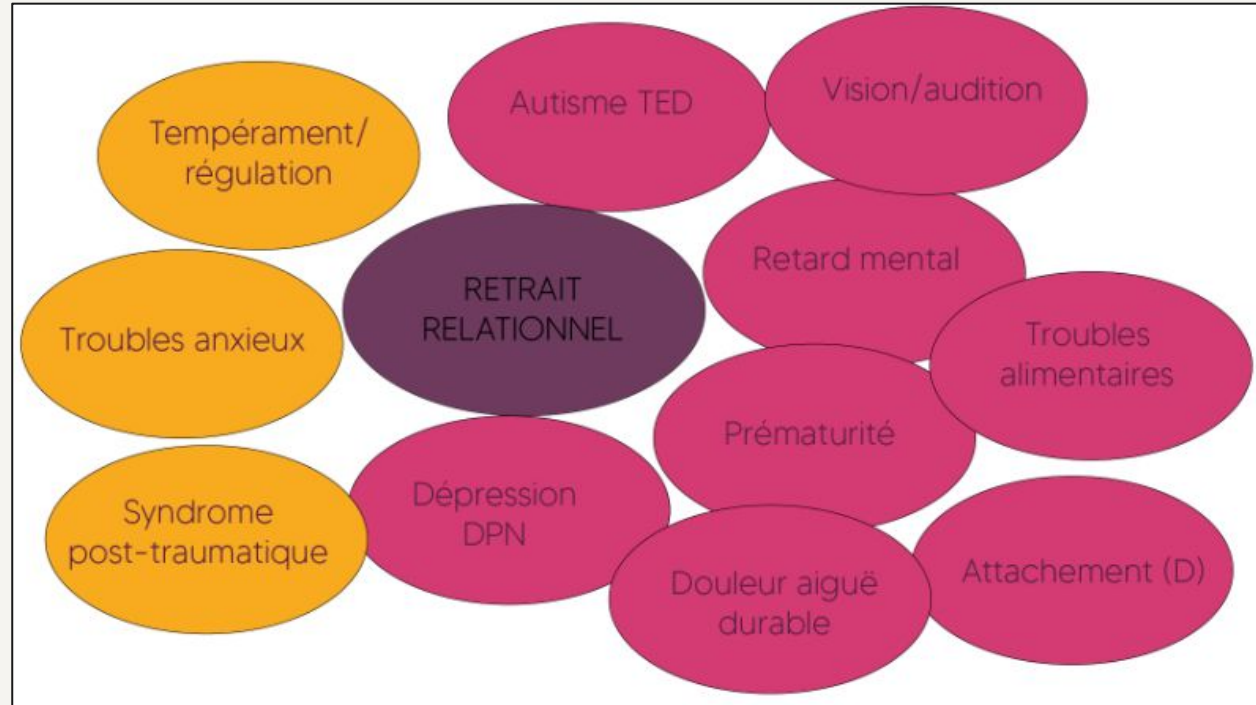 Autisme TED
Vision/audition
Tempérament/
régulation
Retard mental
RETRAIT
RELATIONNEL
Troubles anxieux
Troubles
alimentaires
Prématurité
Dépression
DPN
Syndrome
post-traumatique
Douleur aiguë
durable
Attachement (D)